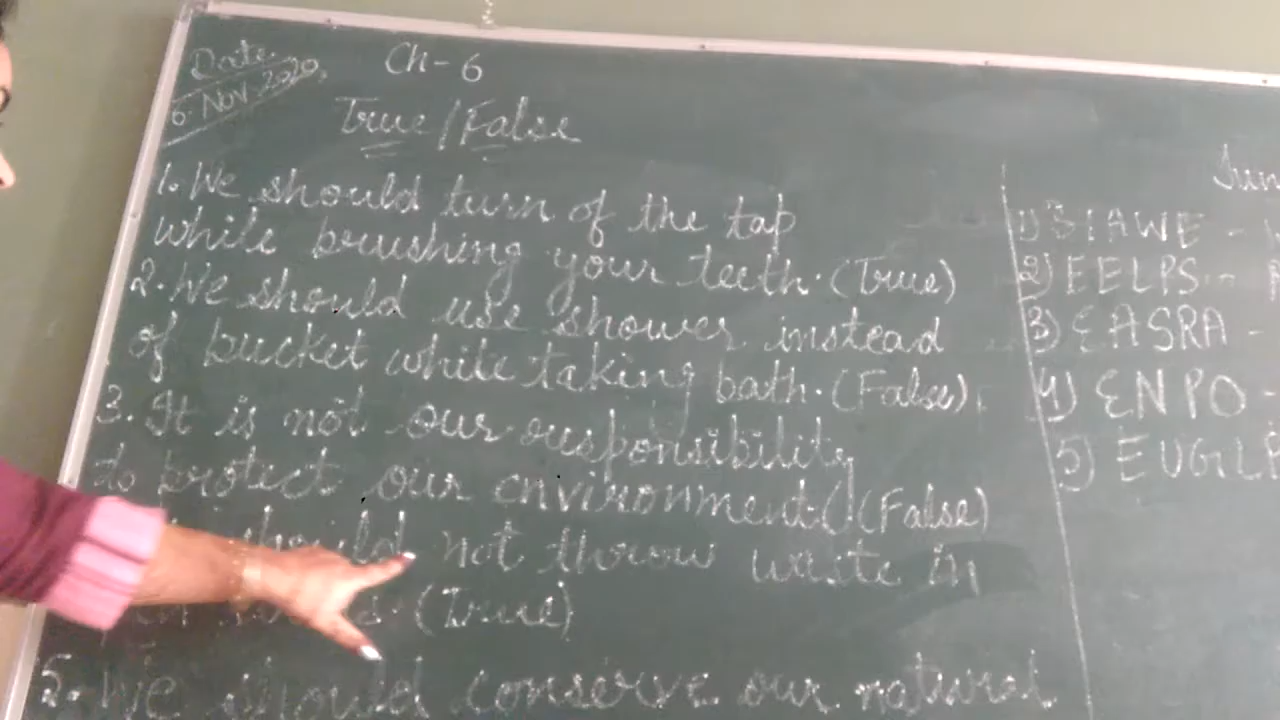 Date
6. Nov. 2020.
Ch - 6
True / False
1. We should turn of the tap
while brushing your teeth. (True)
2. We should use shower instead
of bucket while taking bath. (False)
3. It is not our responsibility
to protect our environment. (False)
should not throw waste in
(True)
5. We should conserve our natural
Jum
1) BIAWE -
2) EELPS -
3) EASRA -
4) ENPO -
5) EUGLP